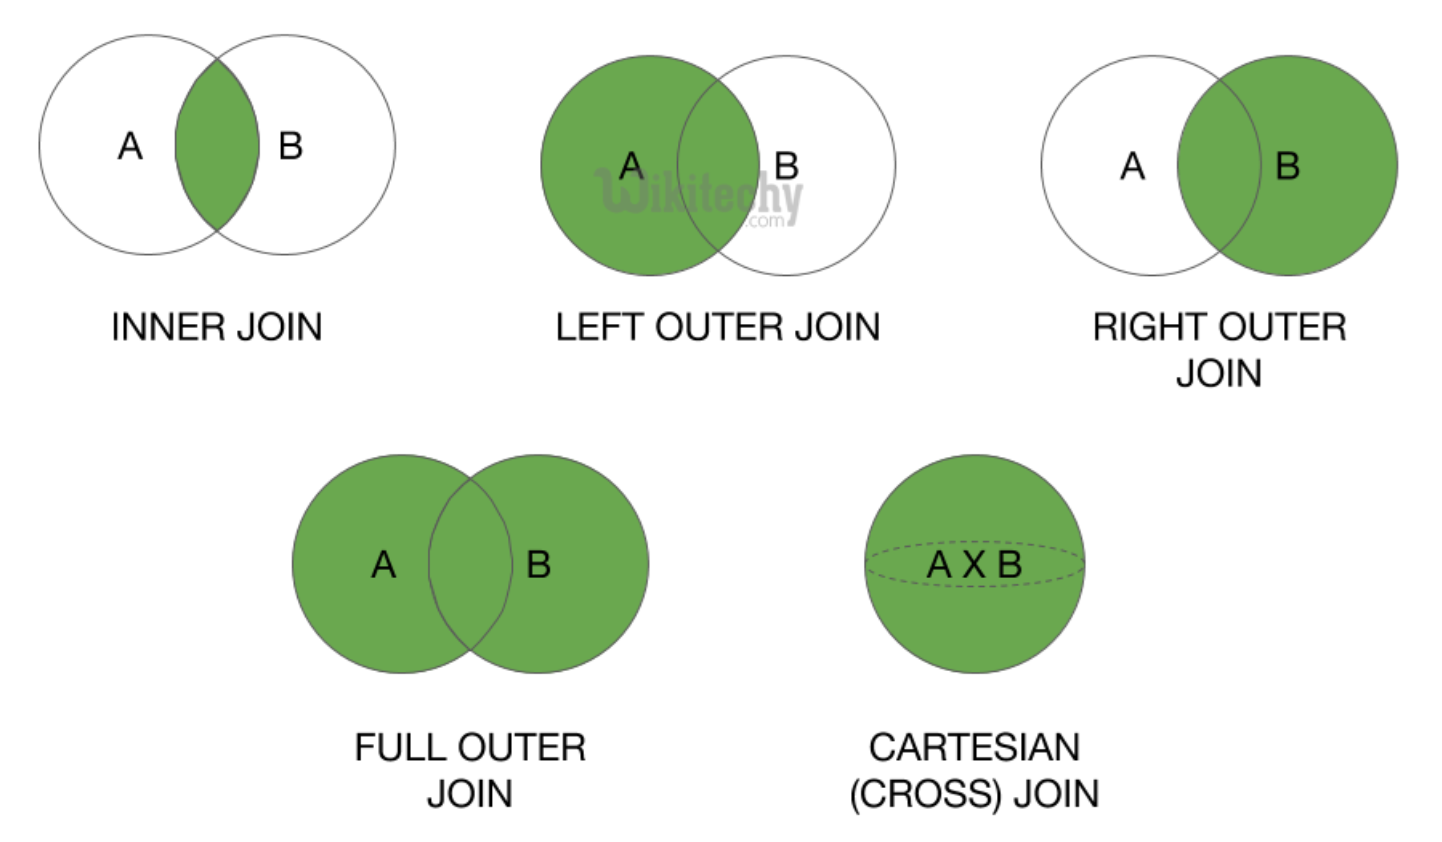 A B
A B
Wikitechy
.com
A B
INNER JOIN
LEFT OUTER JOIN
RIGHT OUTER
JOIN
A B
A X B
FULL OUTER
JOIN
CARTESIAN
(CROSS) JOIN